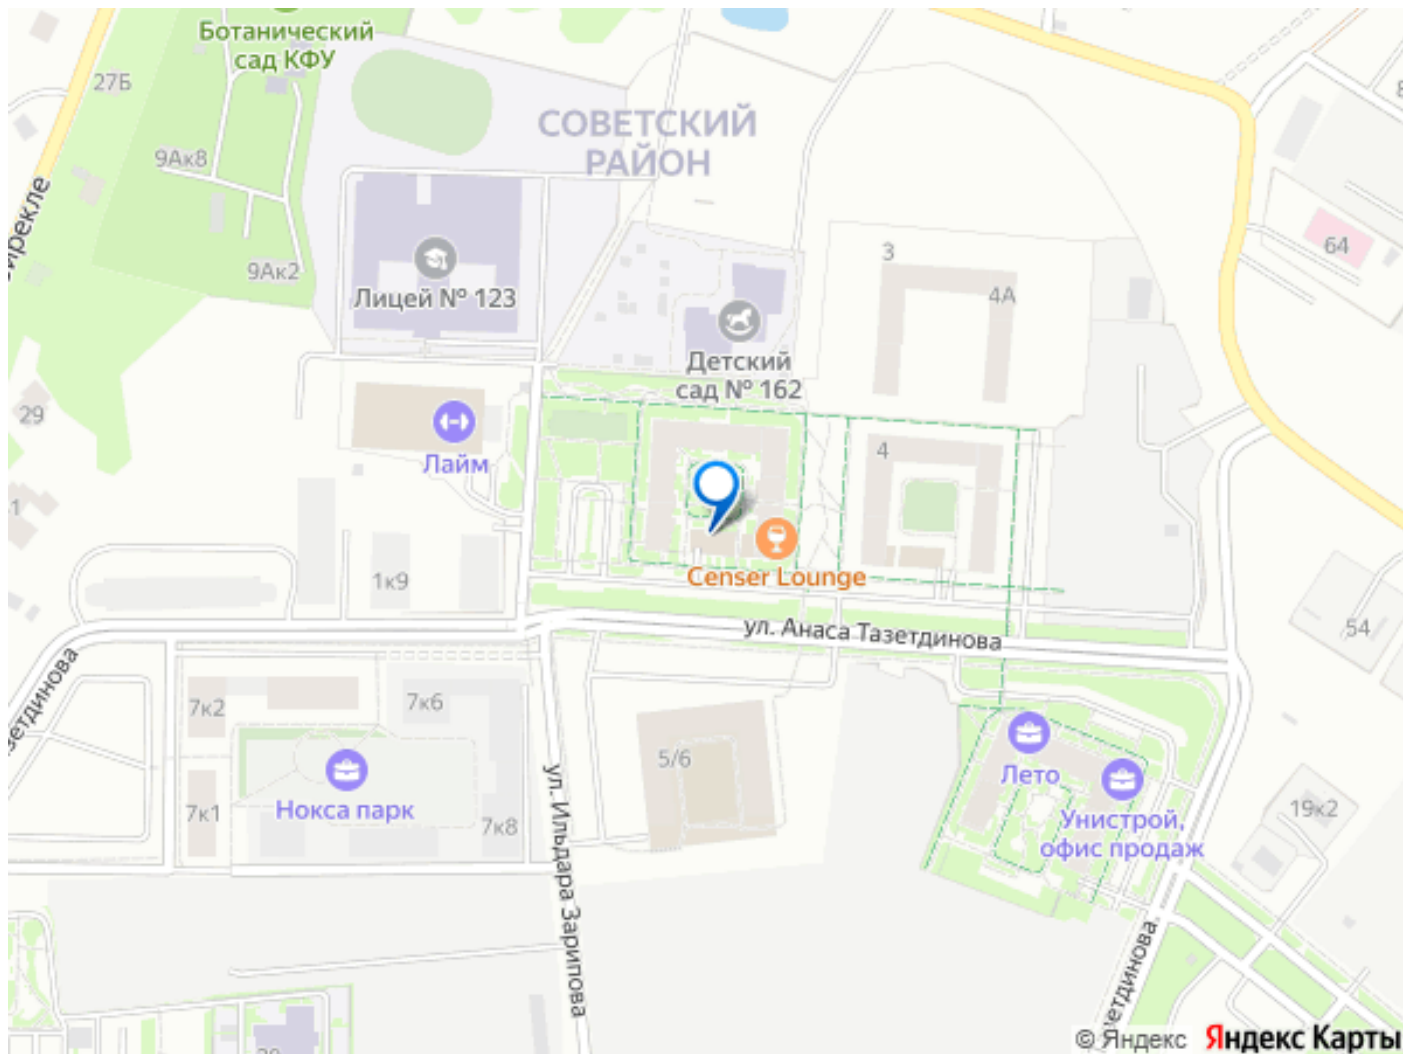 Ботанический
сад КФУ
27Б
СОВЕТСКИЙ
РАЙОН
9Ак8
9Ак2
64
3
4А
Лицей № 123
Детский
сад № 162
29
Лайм
4
1к9
Censer Lounge
ул. Анаса Тазетдинова
54
7к2
7к6
5/6
Нокса парк
7к1
7к8
ул. Ильдара Зарипова
Лето
Унистрой,
офис продаж
19к2
© Яндекс Яндекс Карты